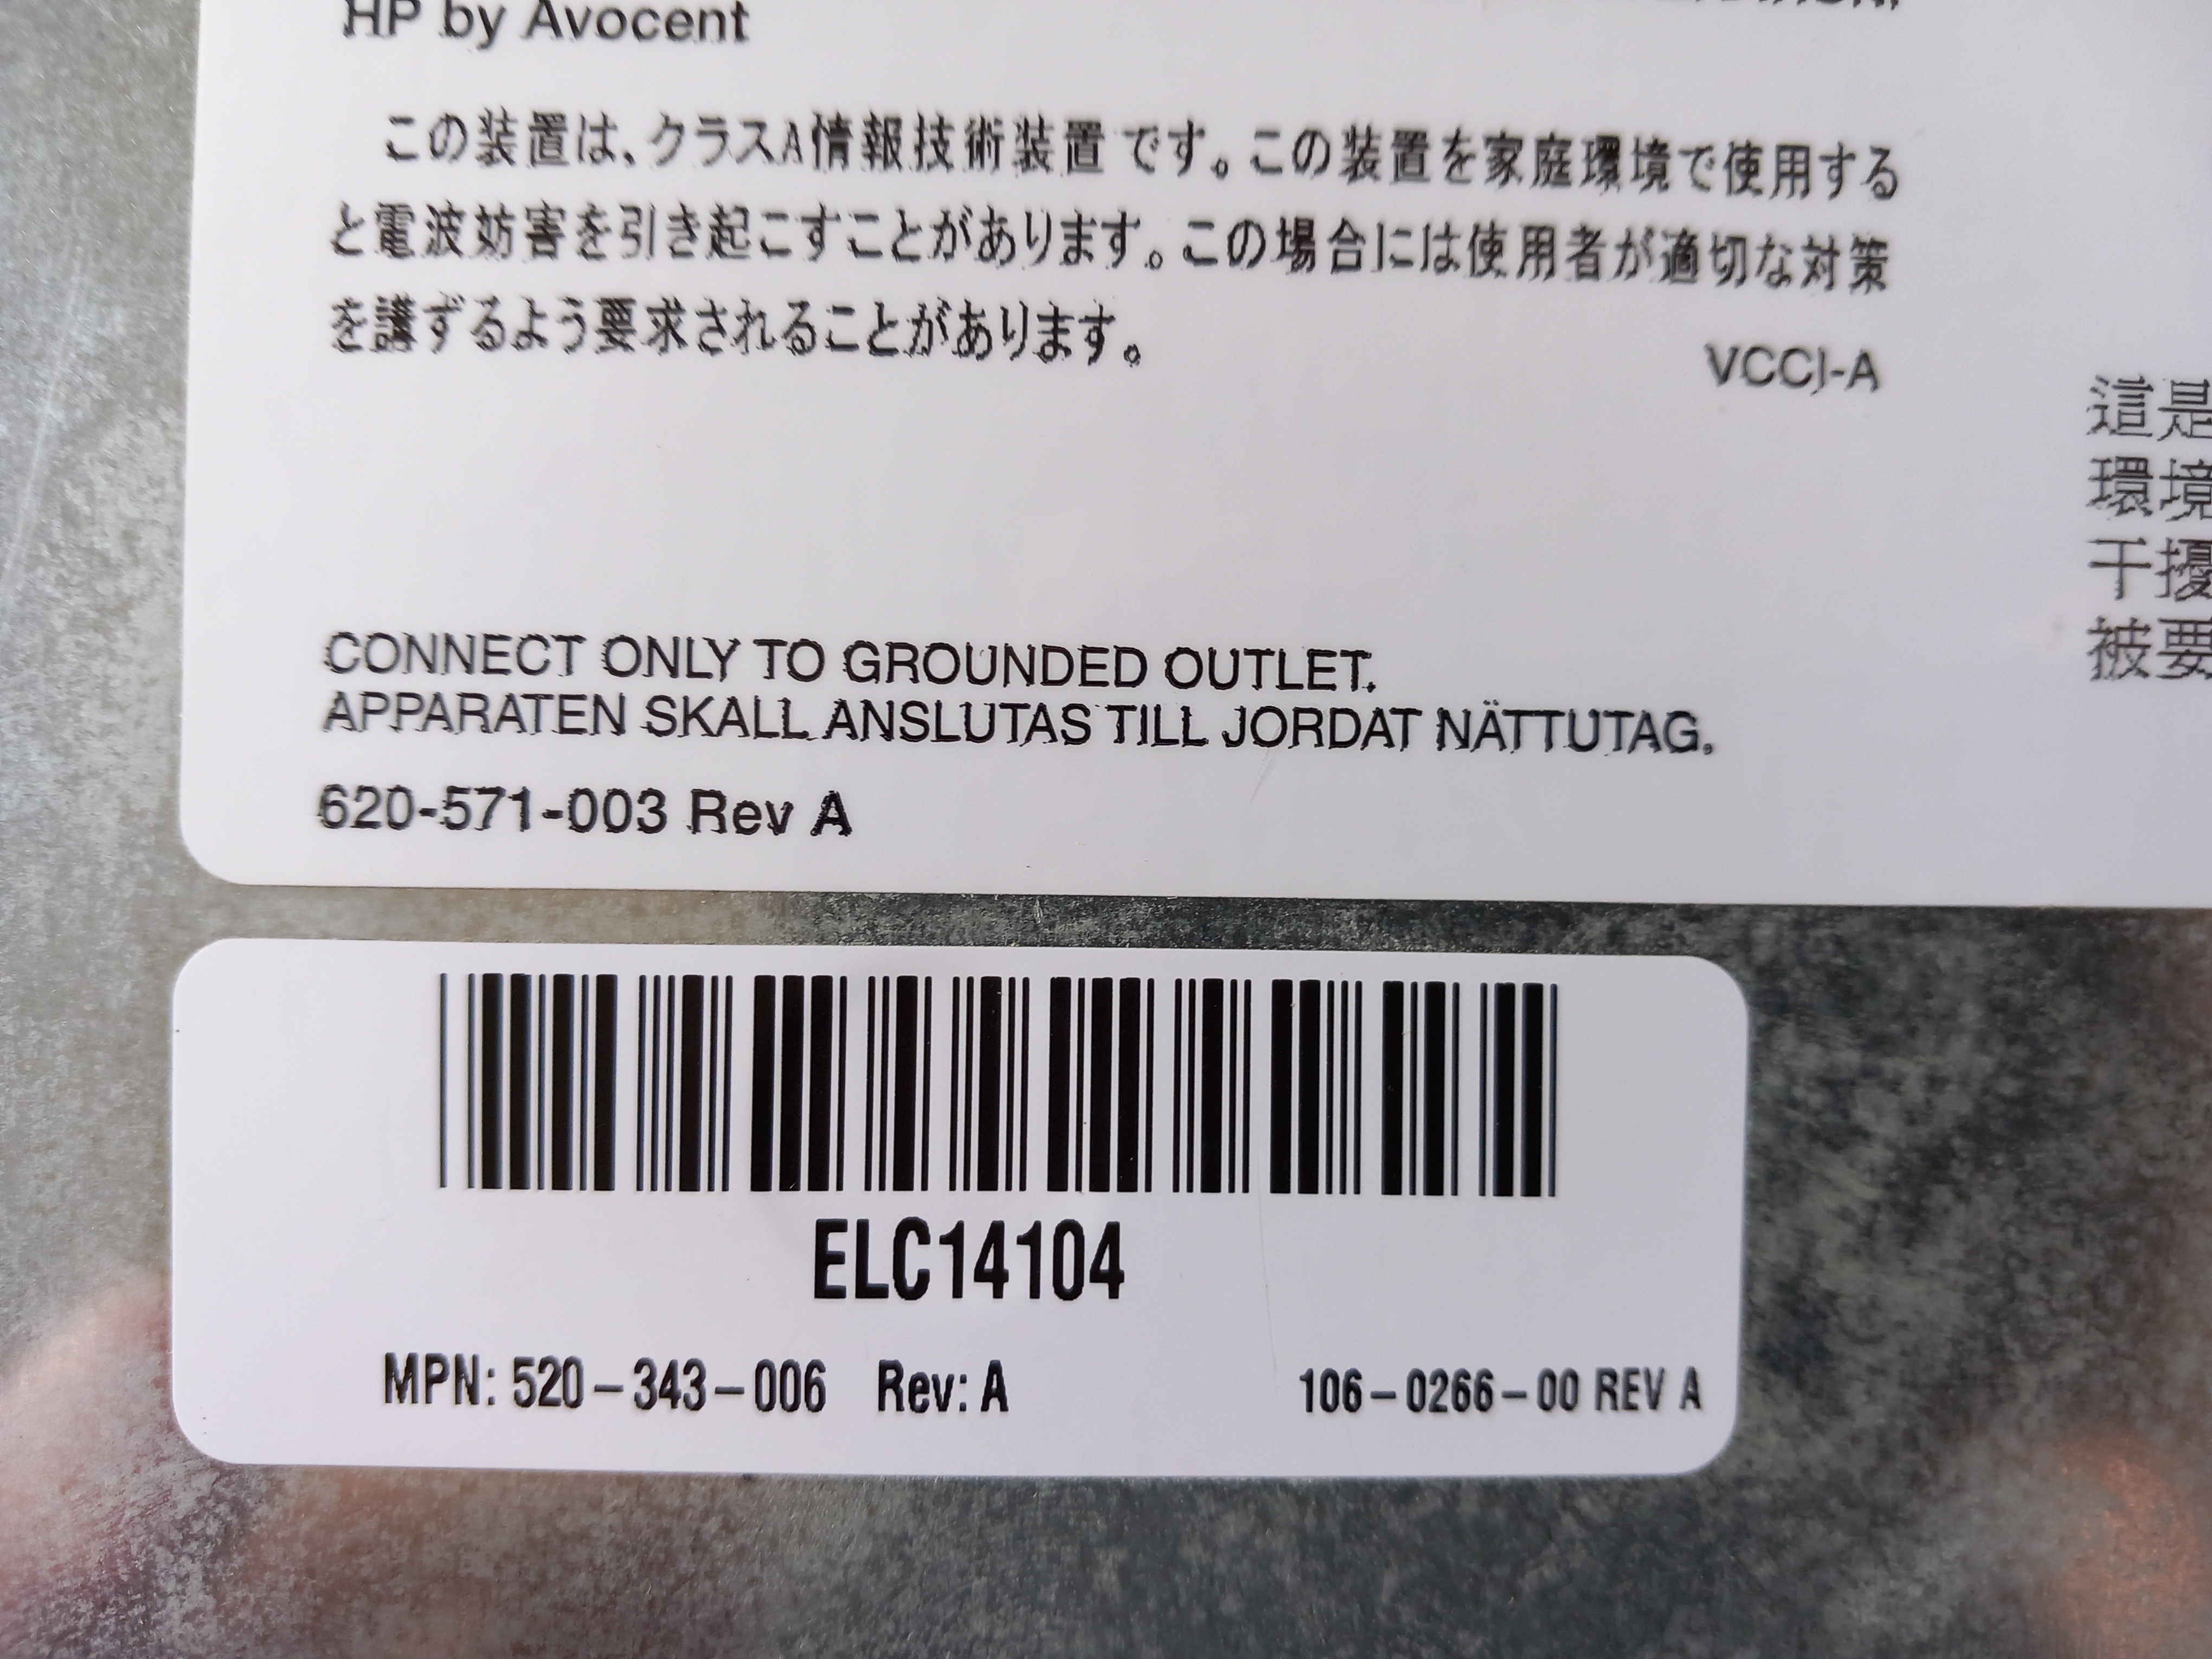 HP by Avocent
この装置は、クラスA情報技術装置です。この装置を家庭環境で使用する
と電波妨害を引き起こすことがあります。この場合には使用者が適切な対策
を講ずるよう要求されることがあります。
VCCI-A
這是
環境
干擾
被要
CONNECT ONLY TO GROUNDED OUTLET.
APPARATEN SKALL ANSLUTAS TILL JORDAT NÄTTUTAG.
620-571-003 Rev A
ELC14104
MPN: 520-343-006 Rev: A
106-0266-00 REV A